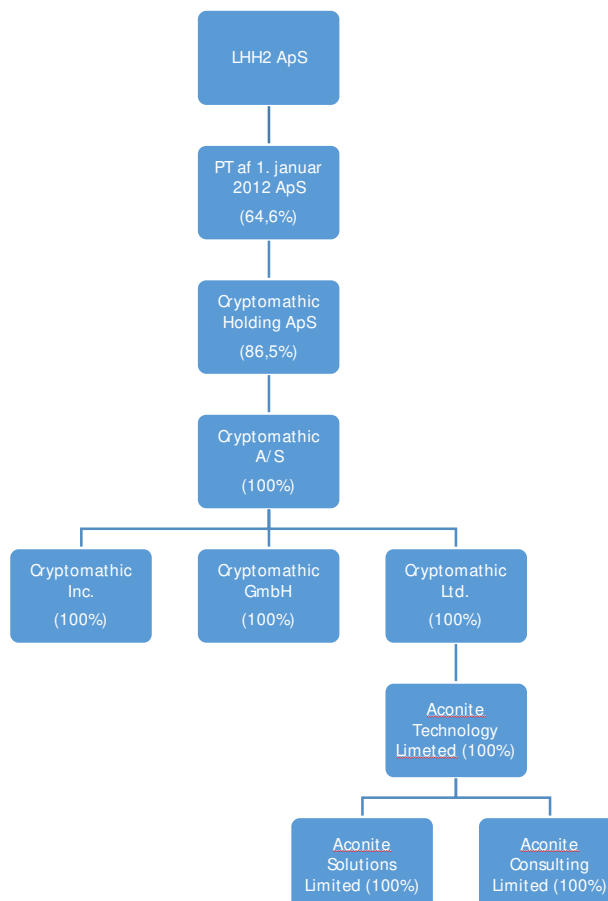 LHH2 ApS
PT af 1. januar
2012 ApS
(64,6%)
Cryptomathic
Holding ApS
(86,5%)
Cryptomathic
A/S
(100%)
Cryptomathic
Inc.
(100%)
Cryptomathic
GmbH
(100%)
Cryptomathic
Ltd.
(100%)
Aconite
Technology
Limeted (100%)
Aconite
Solutions
Limited (100%)
Aconite
Consulting
Limited (100%)